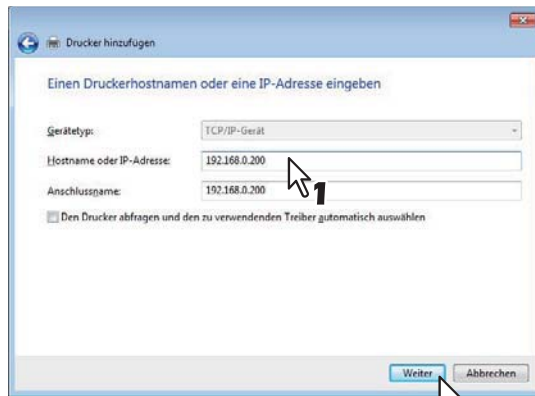 Drucker hinzufügen
Einen Druckerhostnamen oder eine IP-Adresse eingeben
Gerätetyp: TCP/IP-Gerät
Hostname oder IP-Adresse: 192.168.0.200
1
Anschlussname: 192.168.0.200
Den Drucker abfragen und den zu verwendenden Treiber automatisch auswählen
Weiter Abbrechen